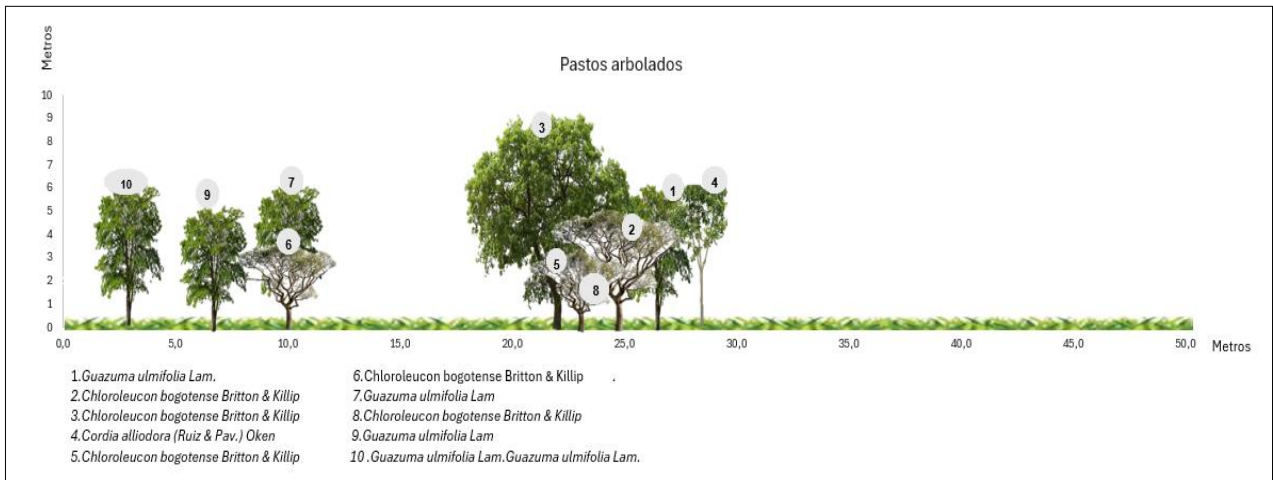 Metros
Pastos arbolados
10
9
8
7
6
5
4
3
2
1
0
10
9
7
6
3
5
8
2
1
4
0,0 5,0 10,0 15,0 20,0 25,0 30,0 35,0 40,0 45,0 50,0 Metros
1.Guazuma ulmifolia Lam.
2.Chloroleucon bogotense Britton & Killip
3.Chloroleucon bogotense Britton & Killip
4.Cordia alliodora (Ruiz & Pav.) Oken
5.Chloroleucon bogotense Britton & Killip
6.Chloroleucon bogotense Britton & Killip .
7.Guazuma ulmifolia Lam
8.Chloroleucon bogotense Britton & Killip
9.Guazuma ulmifolia Lam
10 .Guazuma ulmifolia Lam.Guazuma ulmifolia Lam.